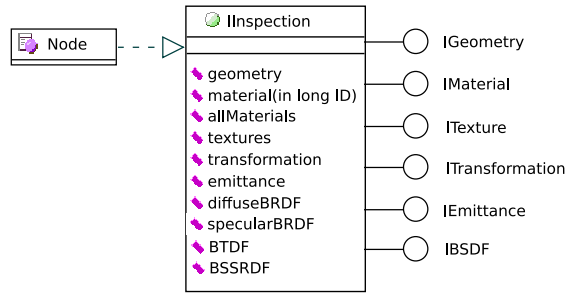 Node
IInspection
geometry
material(in long ID)
allMaterials
textures
transformation
emittance
diffuseBRDF
specularBRDF
BTDF
BSSRDF
IGeometry
IMaterial
ITexture
ITransformation
IEmittance
IBSDF